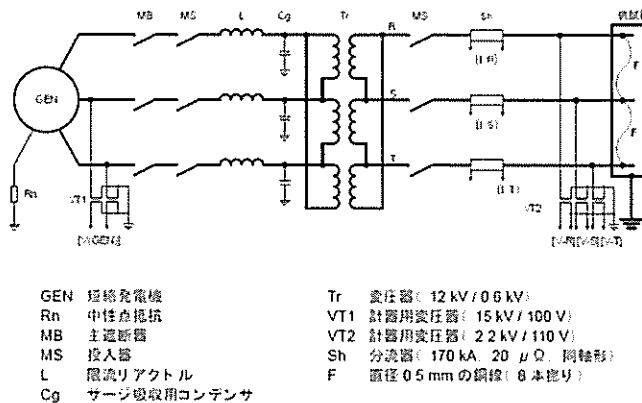 MB MS L Cg Tr R MS Sh 供試器
(I-R)
F
GEN S
(I-S)
F
T
Rn VT1 (I-T)
VT2
[V-GEN] [V-R][V-S][V-T]
GEN 短絡発電機
Rn 中性点抵抗
MB 主遮断器
MS 投入器
L 限流リアクトル
Cg サージ吸収用コンデンサ
Tr 変圧器( 12 kV / 0.6 kV)
VT1 計器用変圧器( 15 kV / 100 V)
VT2 計器用変圧器( 2.2 kV / 110 V)
Sh 分流器( 170 kA, 20 μΩ, 同軸形)
F 直径 0.5 mm の銅線( 8 本撚り)